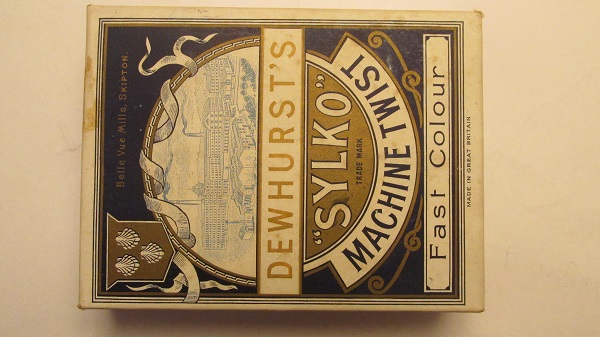 Belle Vue Mills, SKIPTON.
DEWHURST'S
"SYLKO"
TRADE MARK
MACHINE TWIST
Fast Colour
MADE IN GREAT BRITAIN